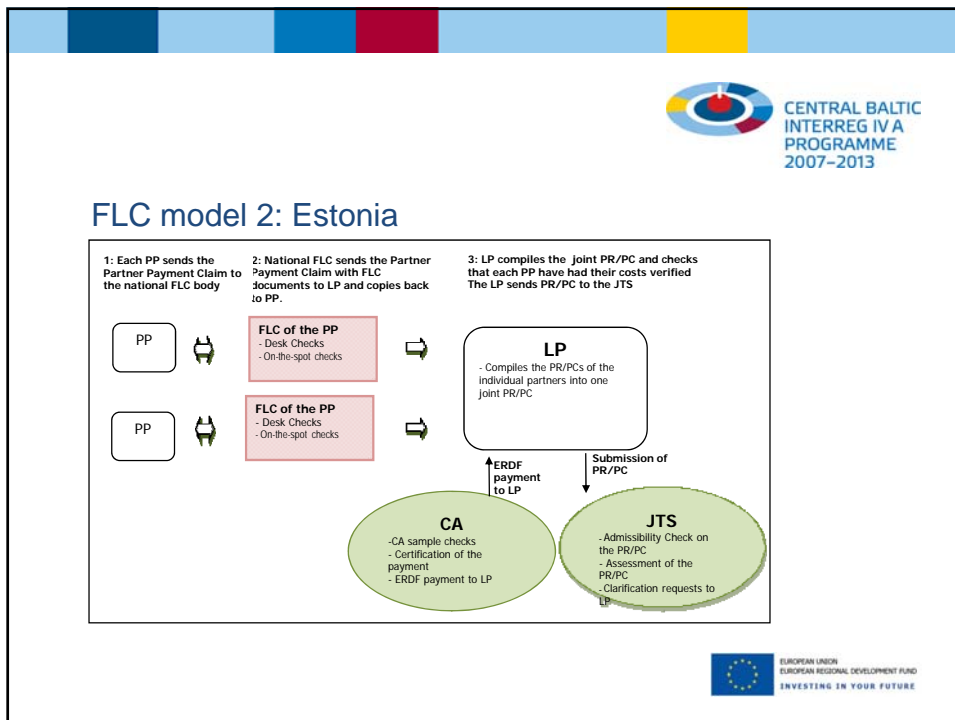 CENTRAL BALTIC
INTERREG IV A
PROGRAMME
2007–2013
FLC model 2: Estonia
1: Each PP sends the
Partner Payment Claim to
the national FLC body
2: National FLC sends the Partner
Payment Claim with FLC
documents to LP and copies back
to PP.
3: LP compiles the joint PR/PC and checks
that each PP have had their costs verified
The LP sends PR/PC to the JTS
PP
FLC of the PP
- Desk Checks
- On-the-spot checks
LP
- Compiles the PR/PCs of the
individual partners into one
joint PR/PC
PP
FLC of the PP
- Desk Checks
- On-the-spot checks
ERDF
payment
to LP
Submission of
PR/PC
CA
-CA sample checks
- Certification of the
payment
- ERDF payment to LP
JTS
- Admissibility Check on
the PR/PC
- Assessment of the
PR/PC
- Clarification requests to
LP
EUROPEAN UNION
EUROPEAN REGIONAL DEVELOPMENT FUND
INVESTING IN YOUR FUTURE